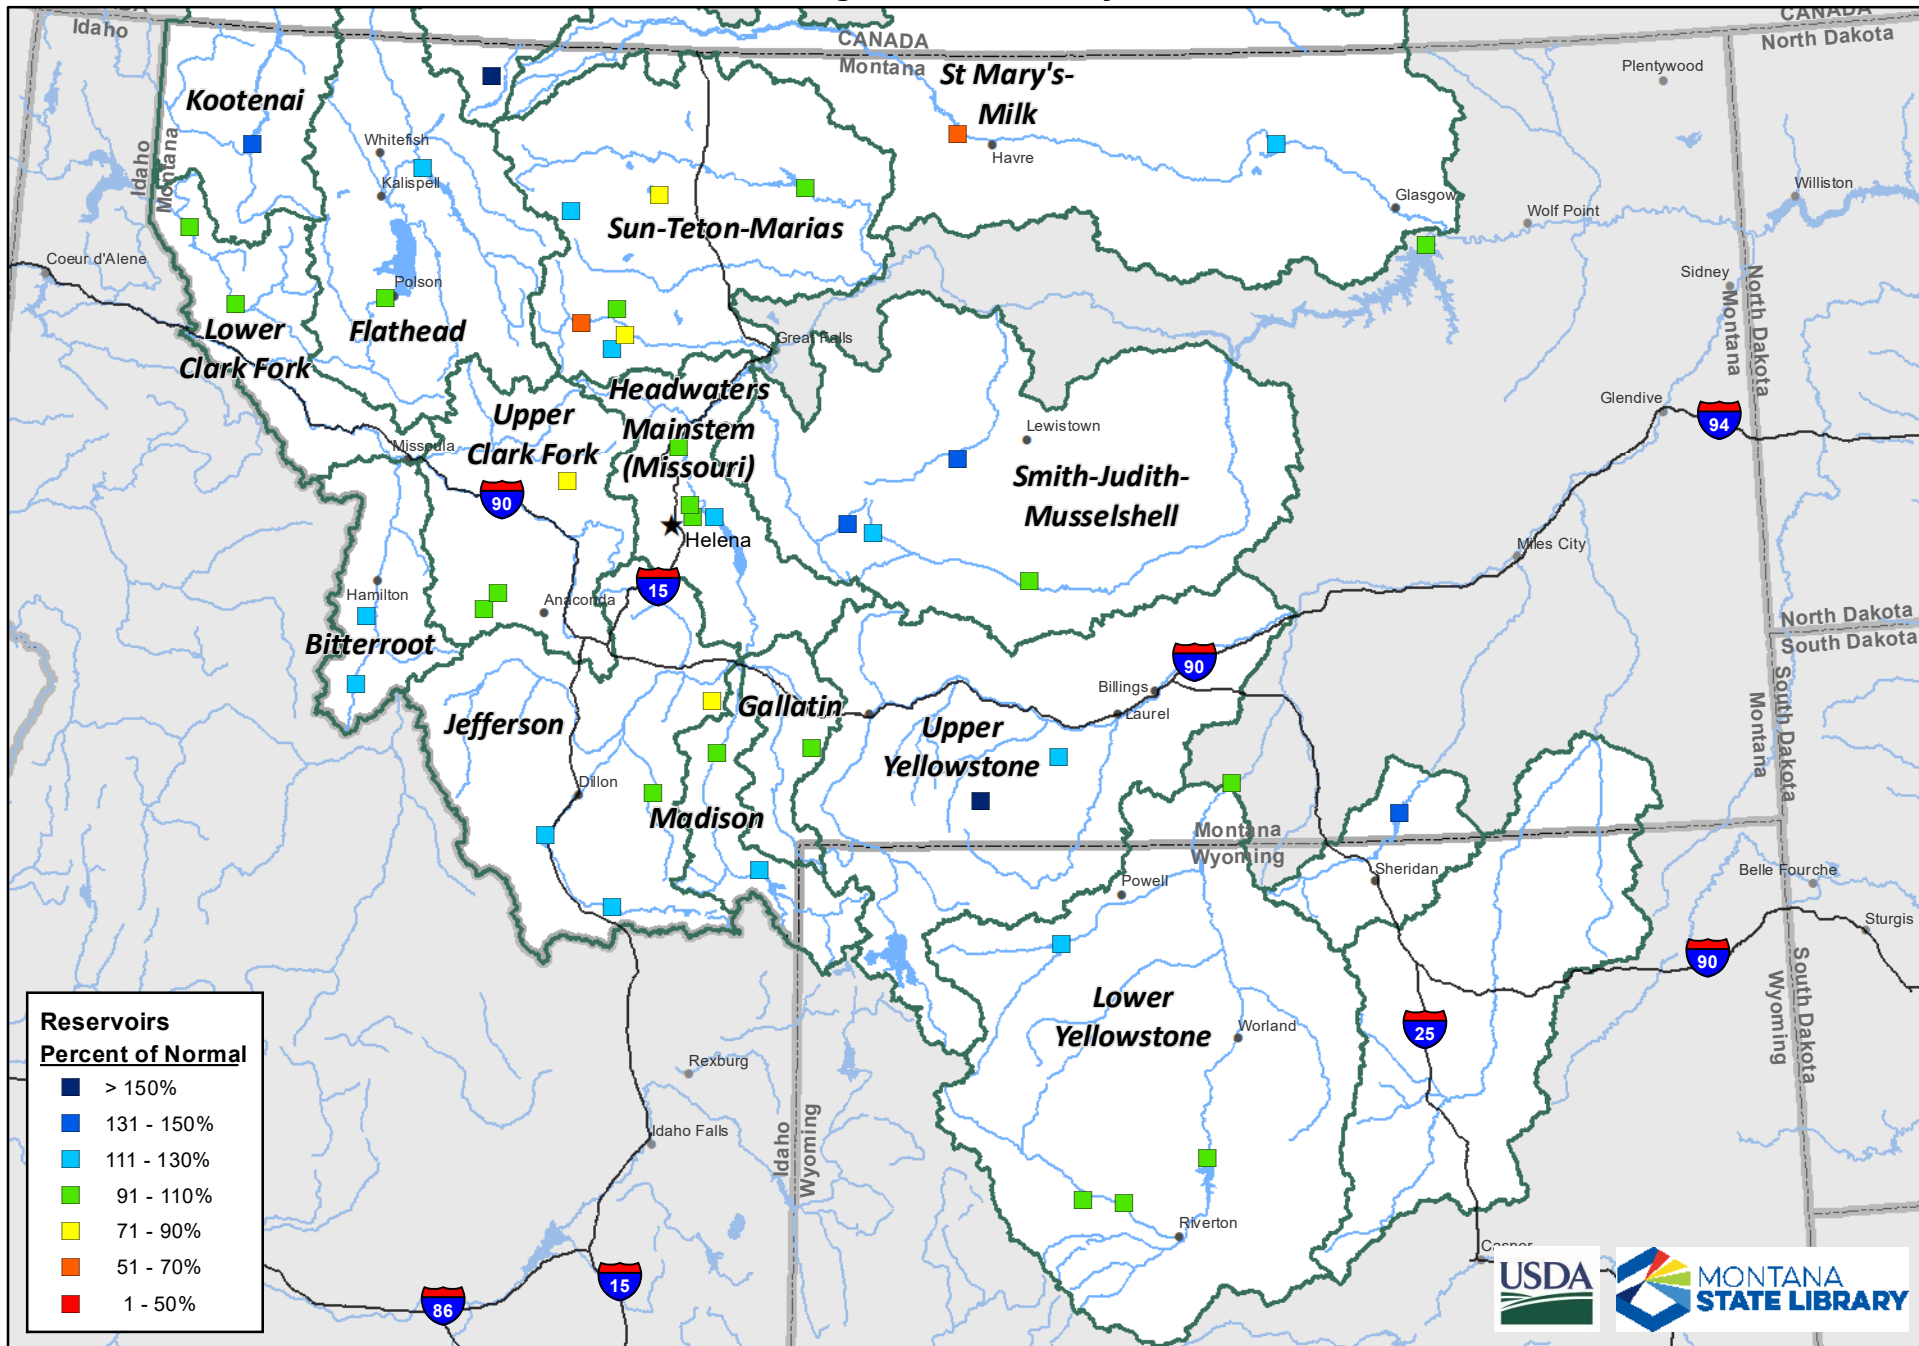 CANADA
Idaho
CANADA
Montana
CANADA
North Dakota
Kootenai
St Mary's-
Milk
Plentywood
Whitefish
Havre
Idaho
Montana
Kalispell
Glasgow
Williston
Wolf Point
Sun-Teton-Marias
Coeur d'Alene
Polson
Sidney
North Dakota
Montana
Lower
Clark Fork
Flathead
Great Falls
Headwaters
Mainstem
(Missouri)
Upper
Clark Fork
Lewistown
Glendive
94
Missoula
Smith-Judith-
Musselshell
90
Helena
Miles City
15
Hamilton
Anaconda
North Dakota
South Dakota
Bitterroot
90
Billings
Laurel
Gallatin
Jefferson
Upper
Yellowstone
South Dakota
Montana
Dillon
Madison
Montana
Wyoming
Sheridan
Powell
Belle Fourche
Sturgis
90
Lower
Yellowstone
Worland
25
South Dakota
Wyoming
Reservoirs
Percent of Normal
> 150%
131 - 150%
111 - 130%
91 - 110%
71 - 90%
51 - 70%
1 - 50%
Rexburg
Idaho Falls
Idaho
Wyoming
Riverton
Casper
86
15
USDA
MONTANA
STATE LIBRARY